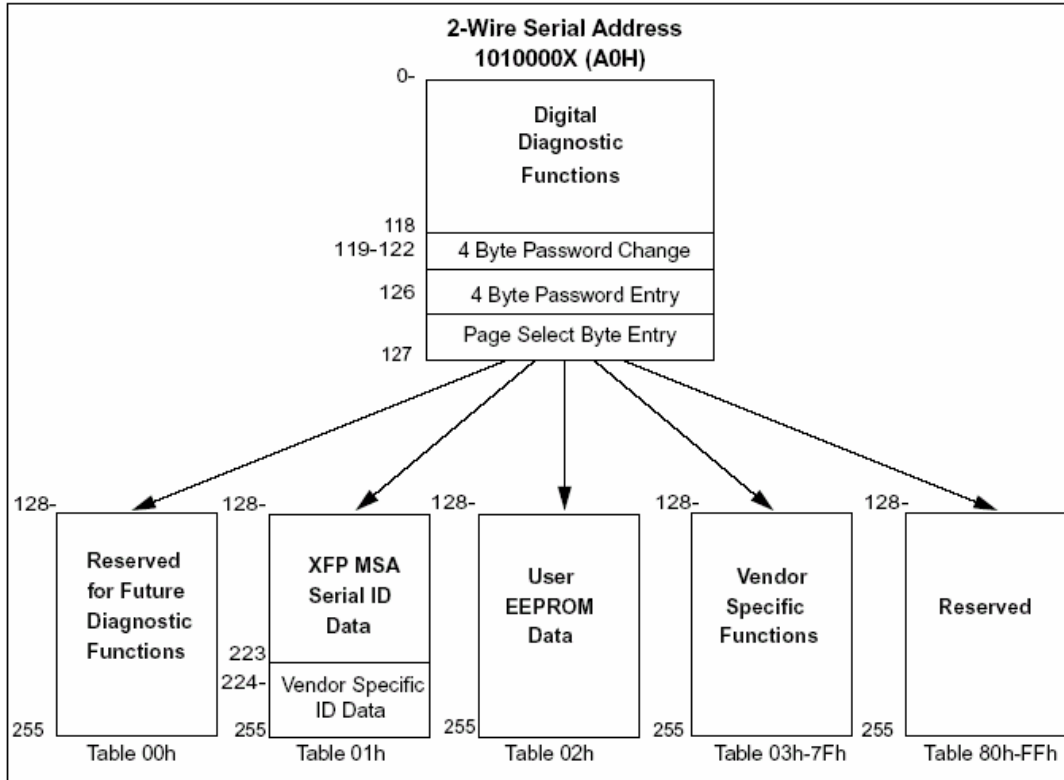 2-Wire Serial Address
1010000X (A0H)
0-
Digital
Diagnostic
Functions
118
119-122
4 Byte Password Change
126
4 Byte Password Entry
Page Select Byte Entry
127
128-
Reserved
for Future
Diagnostic
Functions
255
Table 00h
128-
XFP MSA
Serial ID
Data
223
224-
Vendor Specific
ID Data
255
Table 01h
128-
User
EEPROM
Data
255
Table 02h
128-
Vendor
Specific
Functions
255
Table 03h-7Fh
128-
Reserved
255
Table 80h-FFh